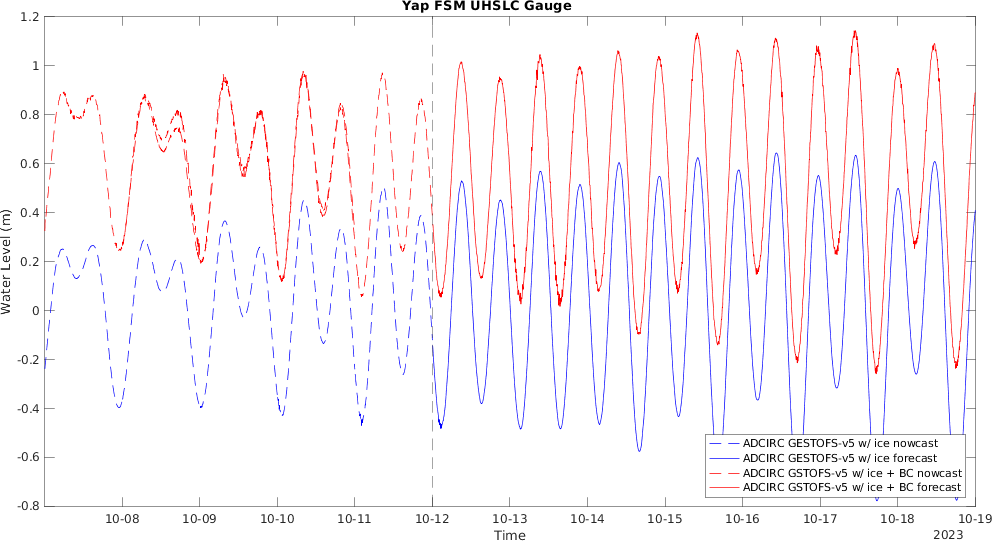 Yap FSM UHSLC Gauge
1.2
1
0.8
0.6
0.4
0.2
0
-0.2
-0.4
-0.6
-0.8
Water Level (m)
ADCIRC GESTOFS-v5 w/ ice nowcast
ADCIRC GESTOFS-v5 w/ ice forecast
ADCIRC GSTOFS-v5 w/ ice + BC nowcast
ADCIRC GSTOFS-v5 w/ ice + BC forecast
10-08 10-09 10-10 10-11 10-12 10-13 10-14 10-15 10-16 10-17 10-18 10-19
Time
2023